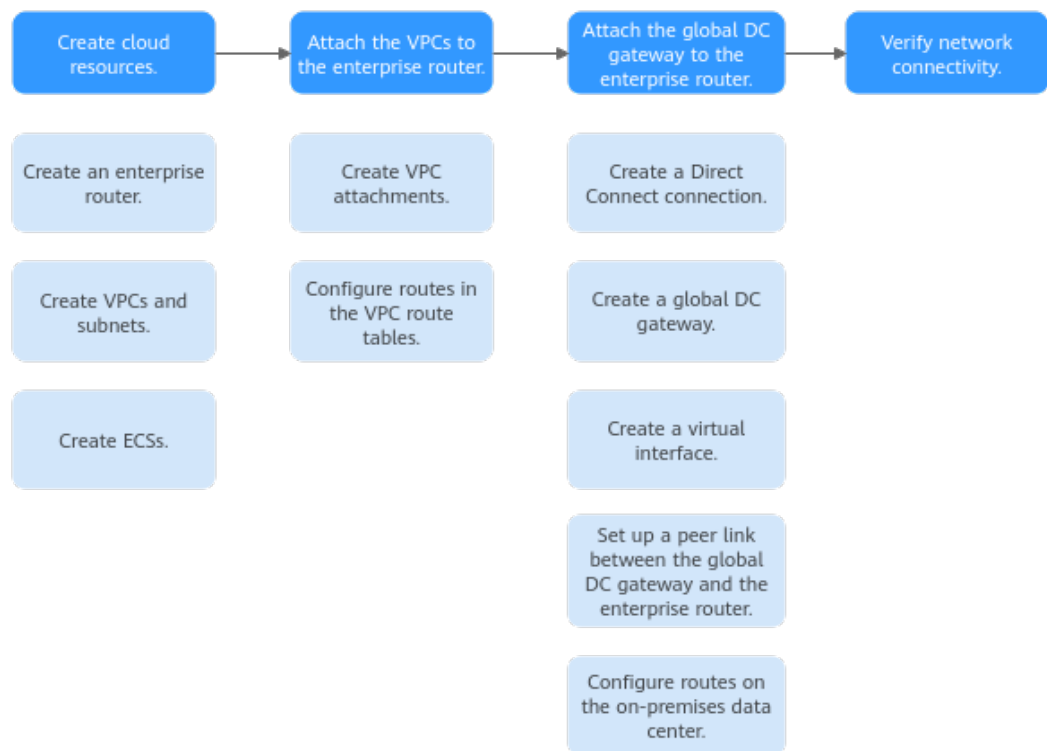 Create cloud
resources.
Attach the VPCs to
the enterprise router.
Attach the global DC
gateway to the
enterprise router.
Verify network
connectivity.
Create an enterprise
router.
Create VPCs and
subnets.
Create ECSs.
Create VPC
attachments.
Configure routes in
the VPC route
tables.
Create a Direct
Connect connection.
Create a global DC
gateway.
Create a virtual
interface.
Set up a peer link
between the global
DC gateway and the
enterprise router.
Configure routes on
the on-premises data
center.